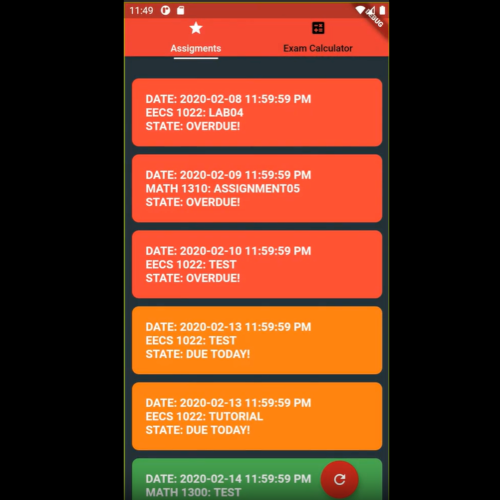 11:49
DEBUG
Assigments
Exam Calculator
DATE: 2020-02-08 11:59:59 PM
EECS 1022: LAB04
STATE: OVERDUE!
DATE: 2020-02-09 11:59:59 PM
MATH 1310: ASSIGNMENT05
STATE: OVERDUE!
DATE: 2020-02-10 11:59:59 PM
EECS 1022: TEST
STATE: OVERDUE!
DATE: 2020-02-13 11:59:59 PM
EECS 1022: TEST
STATE: DUE TODAY!
DATE: 2020-02-13 11:59:59 PM
EECS 1022: TUTORIAL
STATE: DUE TODAY!
DATE: 2020-02-14 11:59:59 PM
MATH 1300: TEST